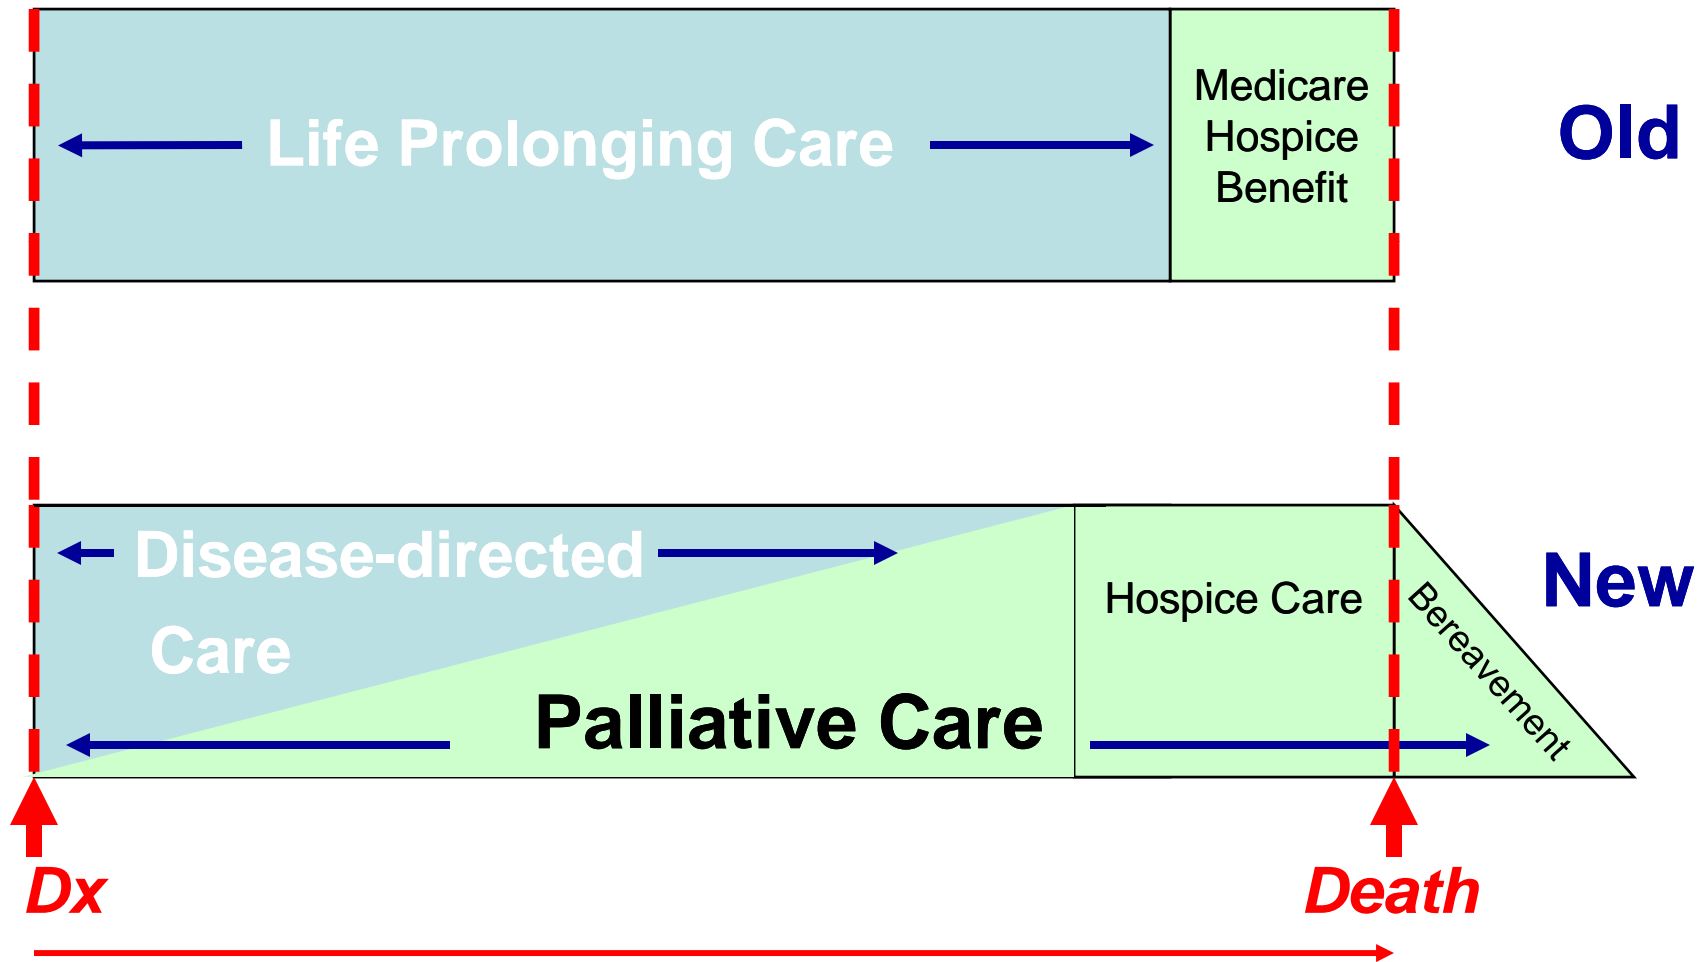 Life Prolonging Care
Medicare
Hospice
Benefit
Old
Disease-directed
Care
Palliative Care
Hospice Care
Bereavement
New
Dx
Death